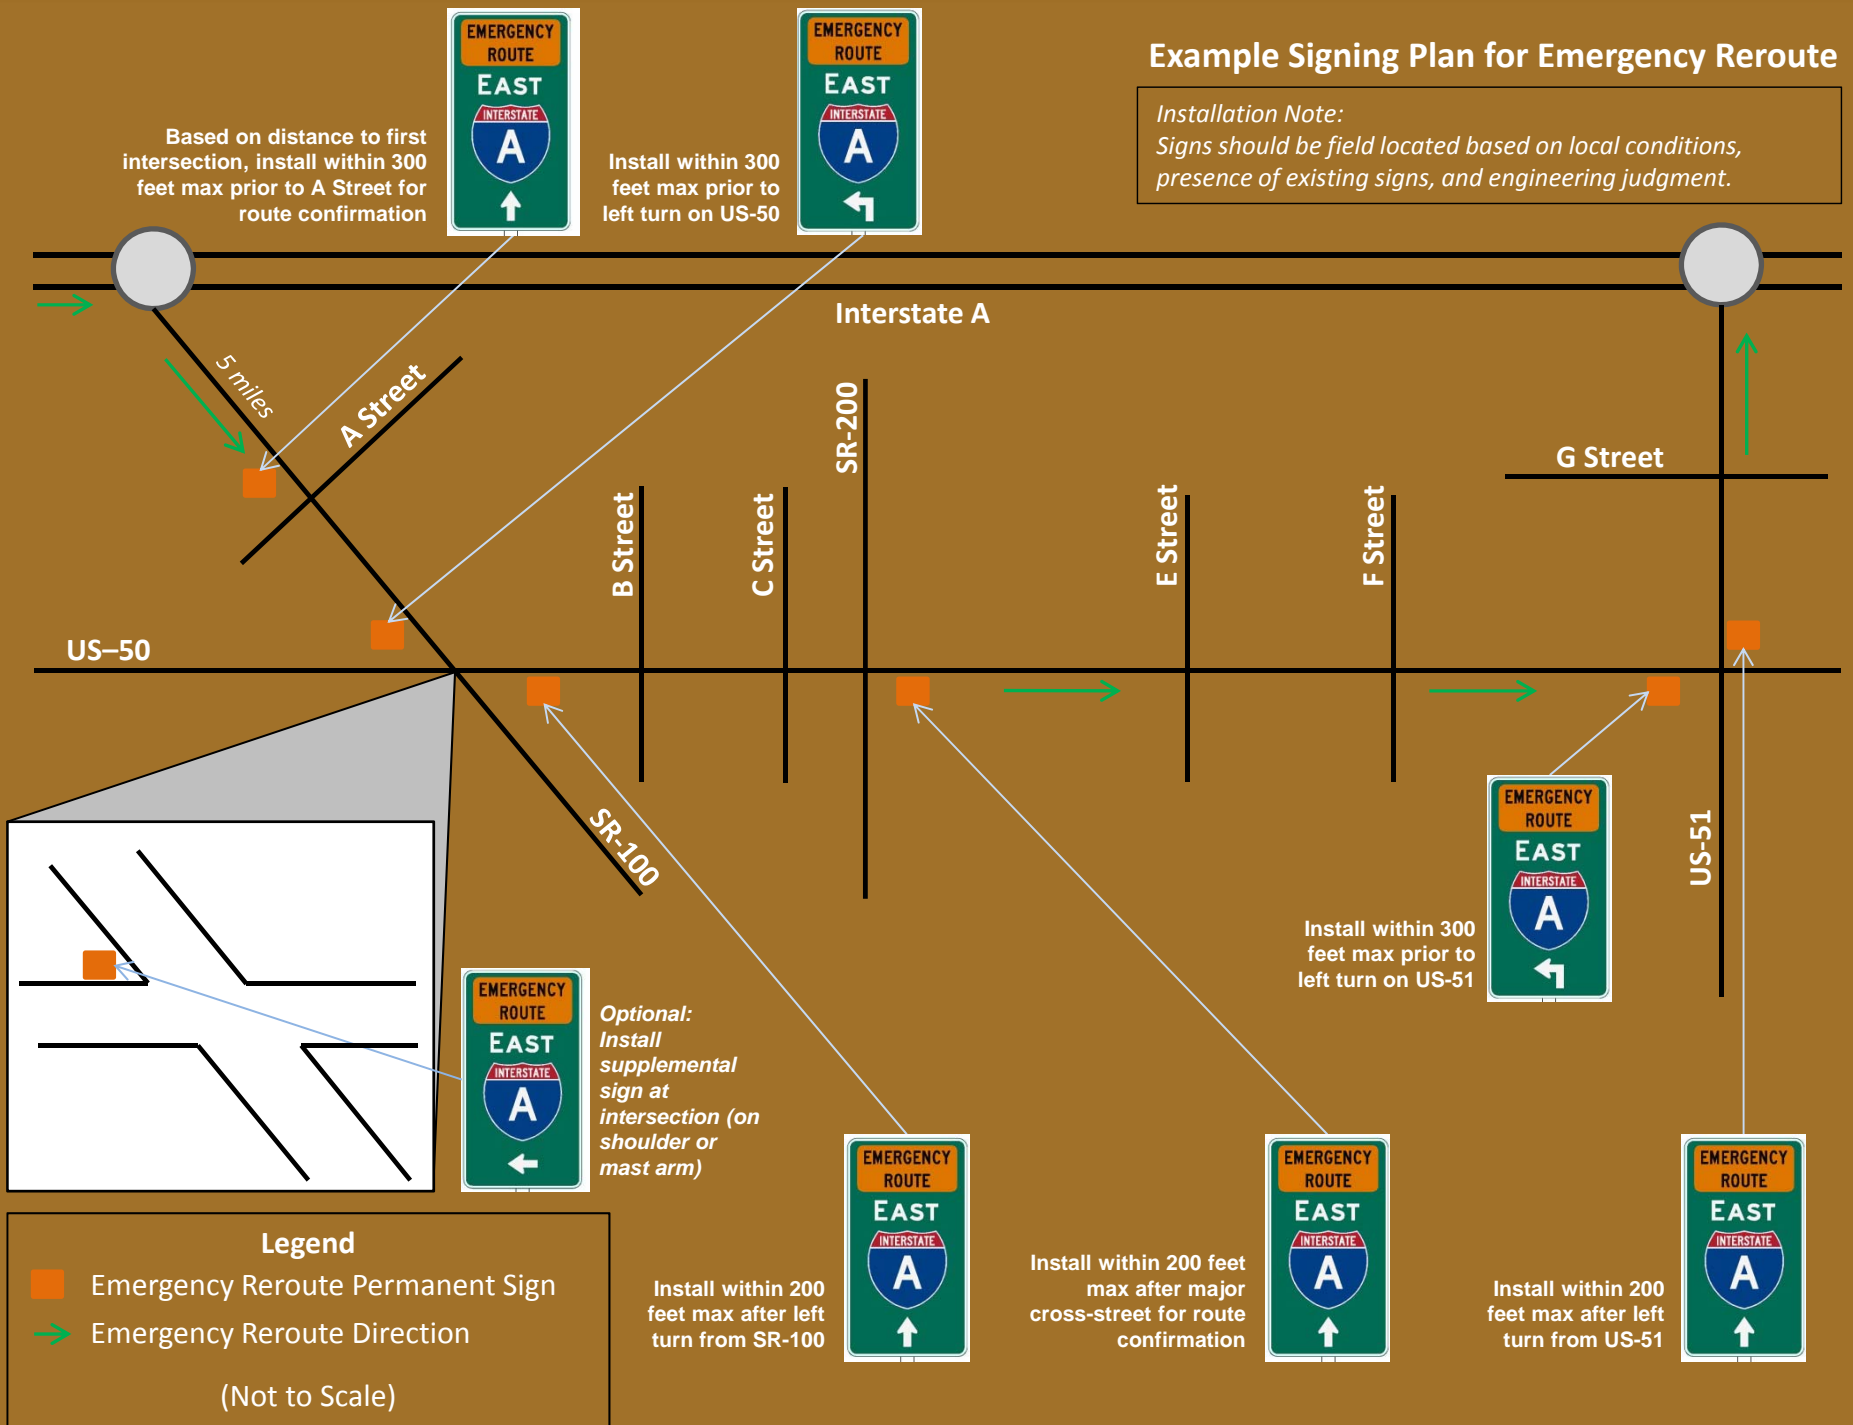 EMERGENCY
ROUTE
EAST
INTERSTATE
A
EMERGENCY
ROUTE
EAST
INTERSTATE
A
Example Signing Plan for Emergency Reroute
Installation Note:
Signs should be field located based on local conditions,
presence of existing signs, and engineering judgment.
Based on distance to first
intersection, install within 300
feet max prior to A Street for
route confirmation
Install within 300
feet max prior to
left turn on US-50
Interstate A
5 miles
A Street
SR-200
G Street
B Street
C Street
E Street
F Street
US–50
SR-100
US-51
EMERGENCY
ROUTE
EAST
INTERSTATE
A
Install within 300
feet max prior to
left turn on US-51
EMERGENCY
ROUTE
EAST
INTERSTATE
A
Optional:
Install
supplemental
sign at
intersection (on
shoulder or
mast arm)
EMERGENCY
ROUTE
EAST
INTERSTATE
A
Install within 200
feet max after left
turn from SR-100
EMERGENCY
ROUTE
EAST
INTERSTATE
A
Install within 200 feet
max after major
cross-street for route
confirmation
EMERGENCY
ROUTE
EAST
INTERSTATE
A
Install within 200
feet max after left
turn from US-51
Legend
Emergency Reroute Permanent Sign
Emergency Reroute Direction
(Not to Scale)